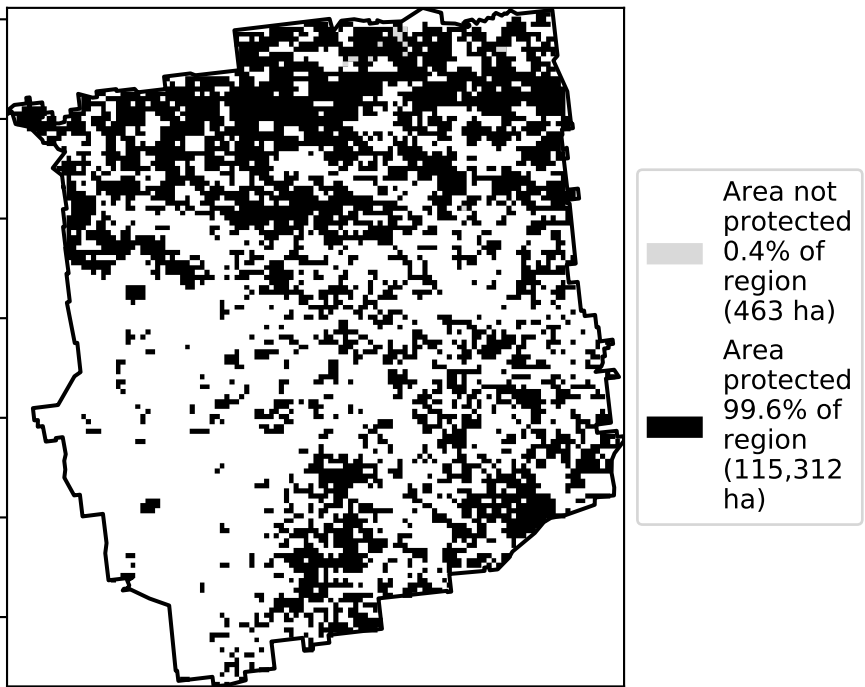 Area not
protected
0.4% of
region
(463 ha)
Area
protected
99.6% of
region
(115,312
ha)